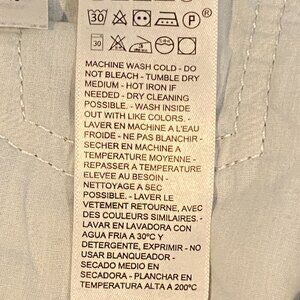 30 P ®
30
MACHINE WASH COLD - DO
NOT BLEACH - TUMBLE DRY
MEDIUM - HOT IRON IF
NEEDED - DRY CLEANING
POSSIBLE. - WASH INSIDE
OUT WITH LIKE COLORS. -
LAVER EN MACHINE A L'EAU
FROIDE - NE PAS BLANCHIR -
SECHER EN MACHINE A
TEMPERATURE MOYENNE -
REPASSER A TEMPERATURE
ELEVEE AU BESOIN -
NETTOYAGE A SEC
POSSIBLE. - LAVER LE
VETEMENT RETOURNE, AVEC
DES COULEURS SIMILAIRES. -
LAVAR EN LAVADORA CON
AGUA FRIA A 30ºC Y
DETERGENTE, EXPRIMIR - NO
USAR BLANQUEADOR -
SECADO MEDIO EN
SECADORA - PLANCHAR EN
TEMPERATURA ALTA A 200ºC